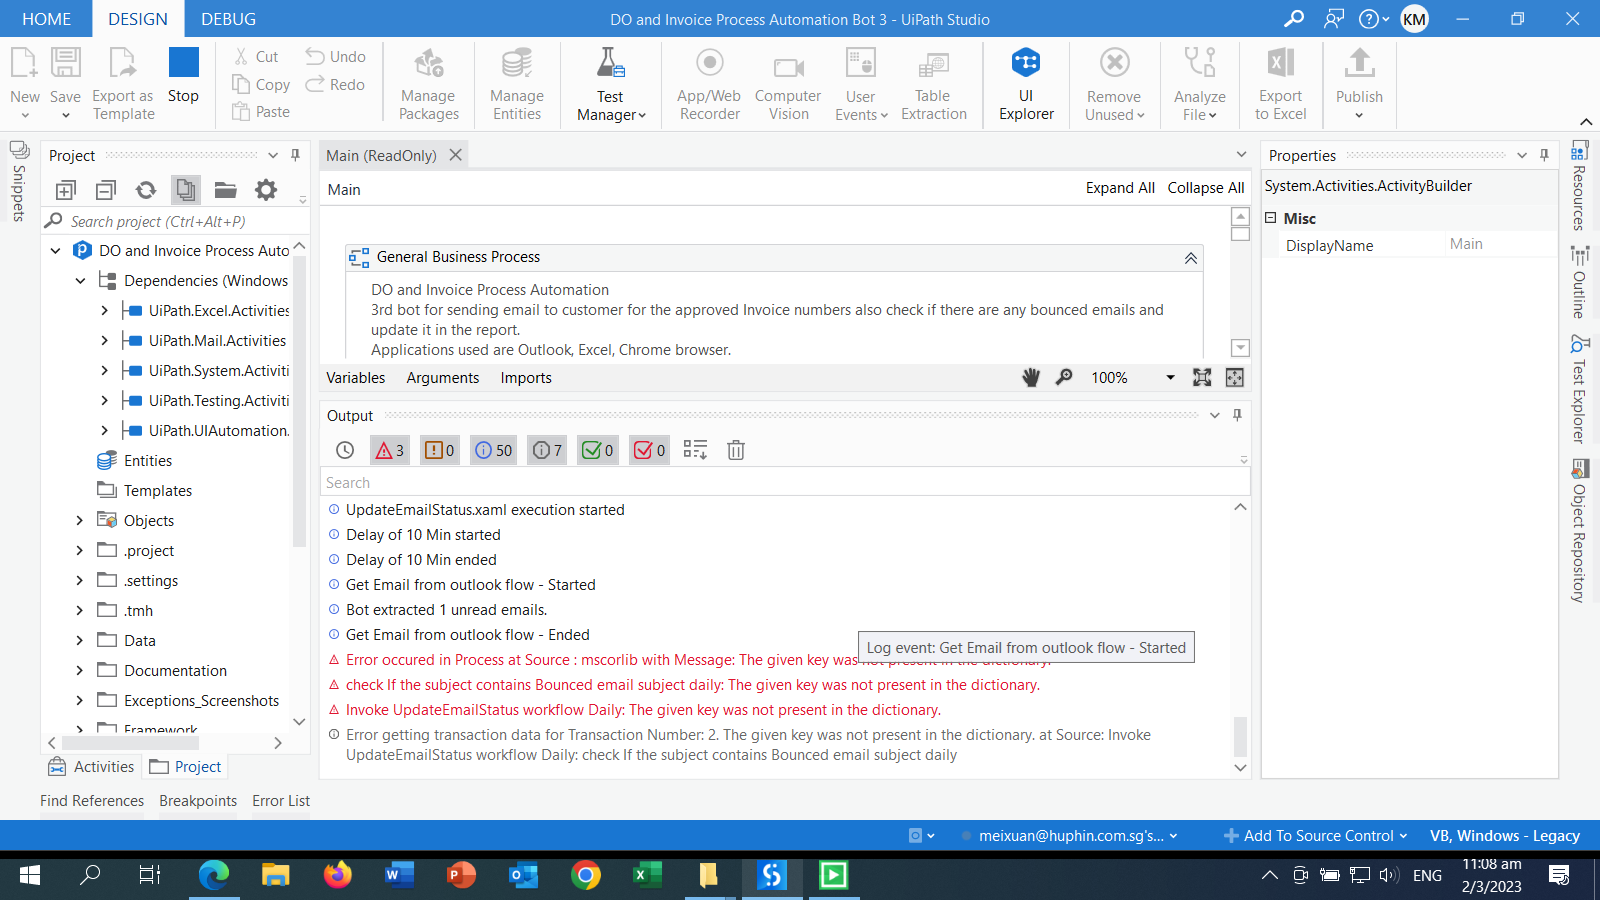 HOME DESIGN DEBUG DO and Invoice Process Automation Bot 3 - UiPath Studio KM
New Save Export as Template Stop Cut Copy Paste Undo Redo
Manage Packages Manage Entities Test Manager App/Web Recorder Computer Vision User Events Table Extraction UI Explorer Remove Unused Analyze File Export to Excel Publish
Snippets
Project
Search project (Ctrl+Alt+P)
DO and Invoice Process Auto
Dependencies (Windows
UiPath.Excel.Activities
UiPath.Mail.Activities
UiPath.System.Activiti
UiPath.Testing.Activiti
UiPath.UIAutomation.
Entities
Templates
Objects
.project
.settings
.tmh
Data
Documentation
Exceptions_Screenshots
Framework
Activities Project
Find References Breakpoints Error List
Main (ReadOnly)
Main Expand All Collapse All
General Business Process
DO and Invoice Process Automation
3rd bot for sending email to customer for the approved Invoice numbers also check if there are any bounced emails and
update it in the report.
Applications used are Outlook, Excel, Chrome browser.
Variables Arguments Imports 100%
Output
3 0 50 7 0 0
Search
UpdateEmailStatus.xaml execution started
Delay of 10 Min started
Delay of 10 Min ended
Get Email from outlook flow - Started
Bot extracted 1 unread emails.
Get Email from outlook flow - Ended
Log event: Get Email from outlook flow - Started
Error occured in Process at Source : mscorlib with Message: The given key was not present in the dictionary.
check If the subject contains Bounced email subject daily: The given key was not present in the dictionary.
Invoke UpdateEmailStatus workflow Daily: The given key was not present in the dictionary.
Error getting transaction data for Transaction Number: 2. The given key was not present in the dictionary. at Source: Invoke
UpdateEmailStatus workflow Daily: check If the subject contains Bounced email subject daily
Properties
System.Activities.ActivityBuilder
Misc
DisplayName Main
Resources
Outline
Test Explorer
Object Repository
meixuan@huphin.com.sg's... Add To Source Control VB, Windows - Legacy
ENG
11:08 am
2/3/2023